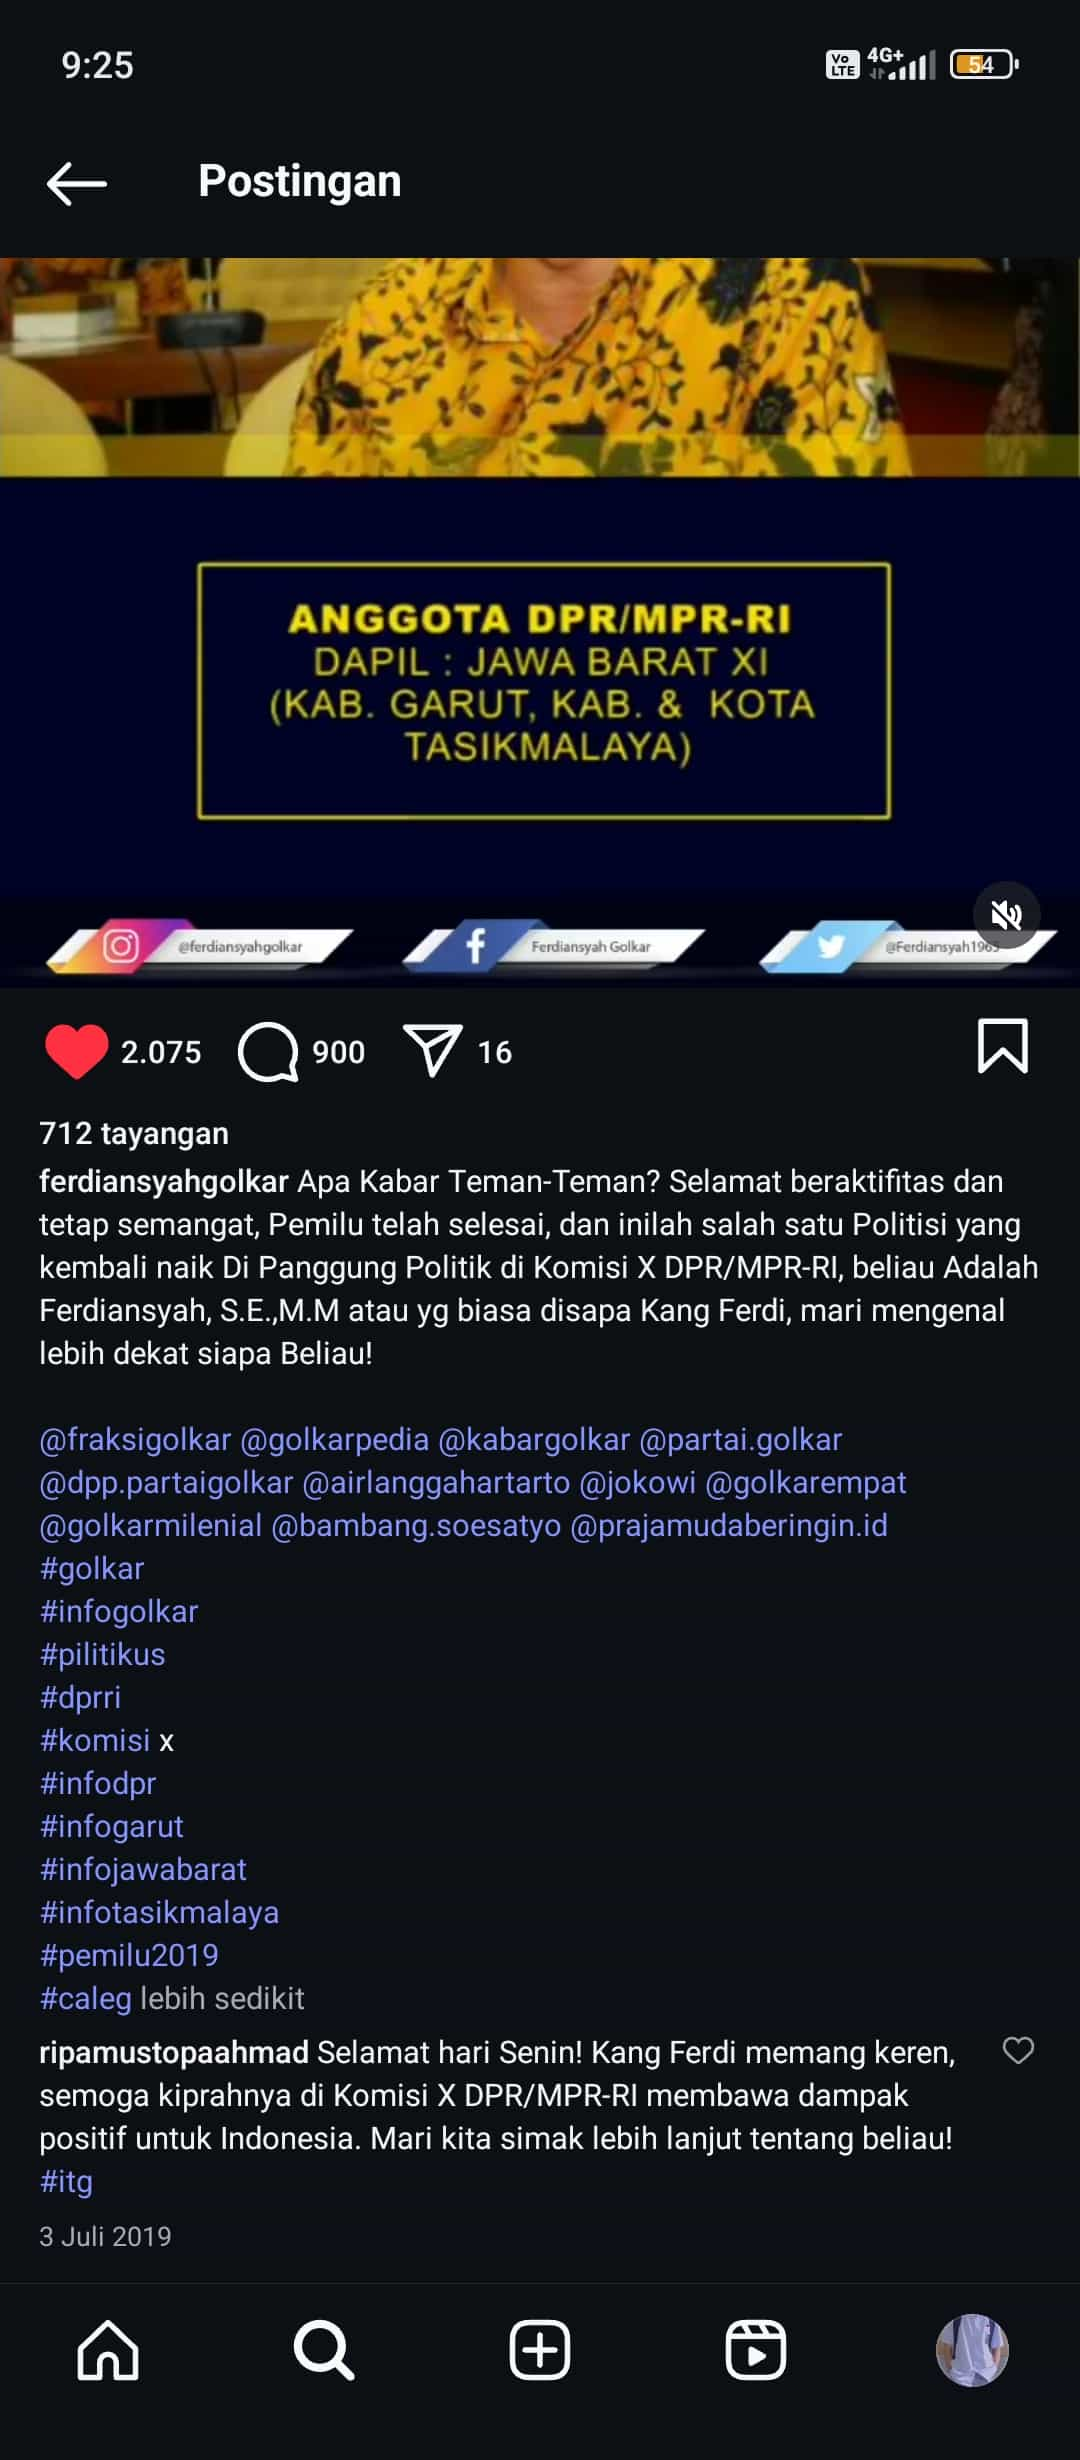 9:25
Vo LTE 4G+ 54
Postingan
ANGGOTA DPR/MPR-RI
DAPIL : JAWA BARAT XI
(KAB. GARUT, KAB. & KOTA
TASIKMALAYA)
@ferdiansyahgolkar Ferdiansyah Golkar @Ferdiansyah1965
2.075 900 16
712 tayangan
ferdiansyahgolkar Apa Kabar Teman-Teman? Selamat beraktifitas dan
tetap semangat, Pemilu telah selesai, dan inilah salah satu Politisi yang
kembali naik Di Panggung Politik di Komisi X DPR/MPR-RI, beliau Adalah
Ferdiansyah, S.E.,M.M atau yg biasa disapa Kang Ferdi, mari mengenal
lebih dekat siapa Beliau!
@fraksigolkar @golkarpedia @kabargolkar @partai.golkar
@dpp.partaigolkar @airlanggahartarto @jokowi @golkarempat
@golkarmilenial @bambang.soesatyo @prajamudaberingin.id
#golkar
#infogolkar
#pilitikus
#dprri
#komisi x
#infodpr
#infogarut
#infojawabarat
#infotasikmalaya
#pemilu2019
#caleg lebih sedikit
ripamustopaahmad Selamat hari Senin! Kang Ferdi memang keren,
semoga kiprahnya di Komisi X DPR/MPR-RI membawa dampak
positif untuk Indonesia. Mari kita simak lebih lanjut tentang beliau!
#itg
3 Juli 2019